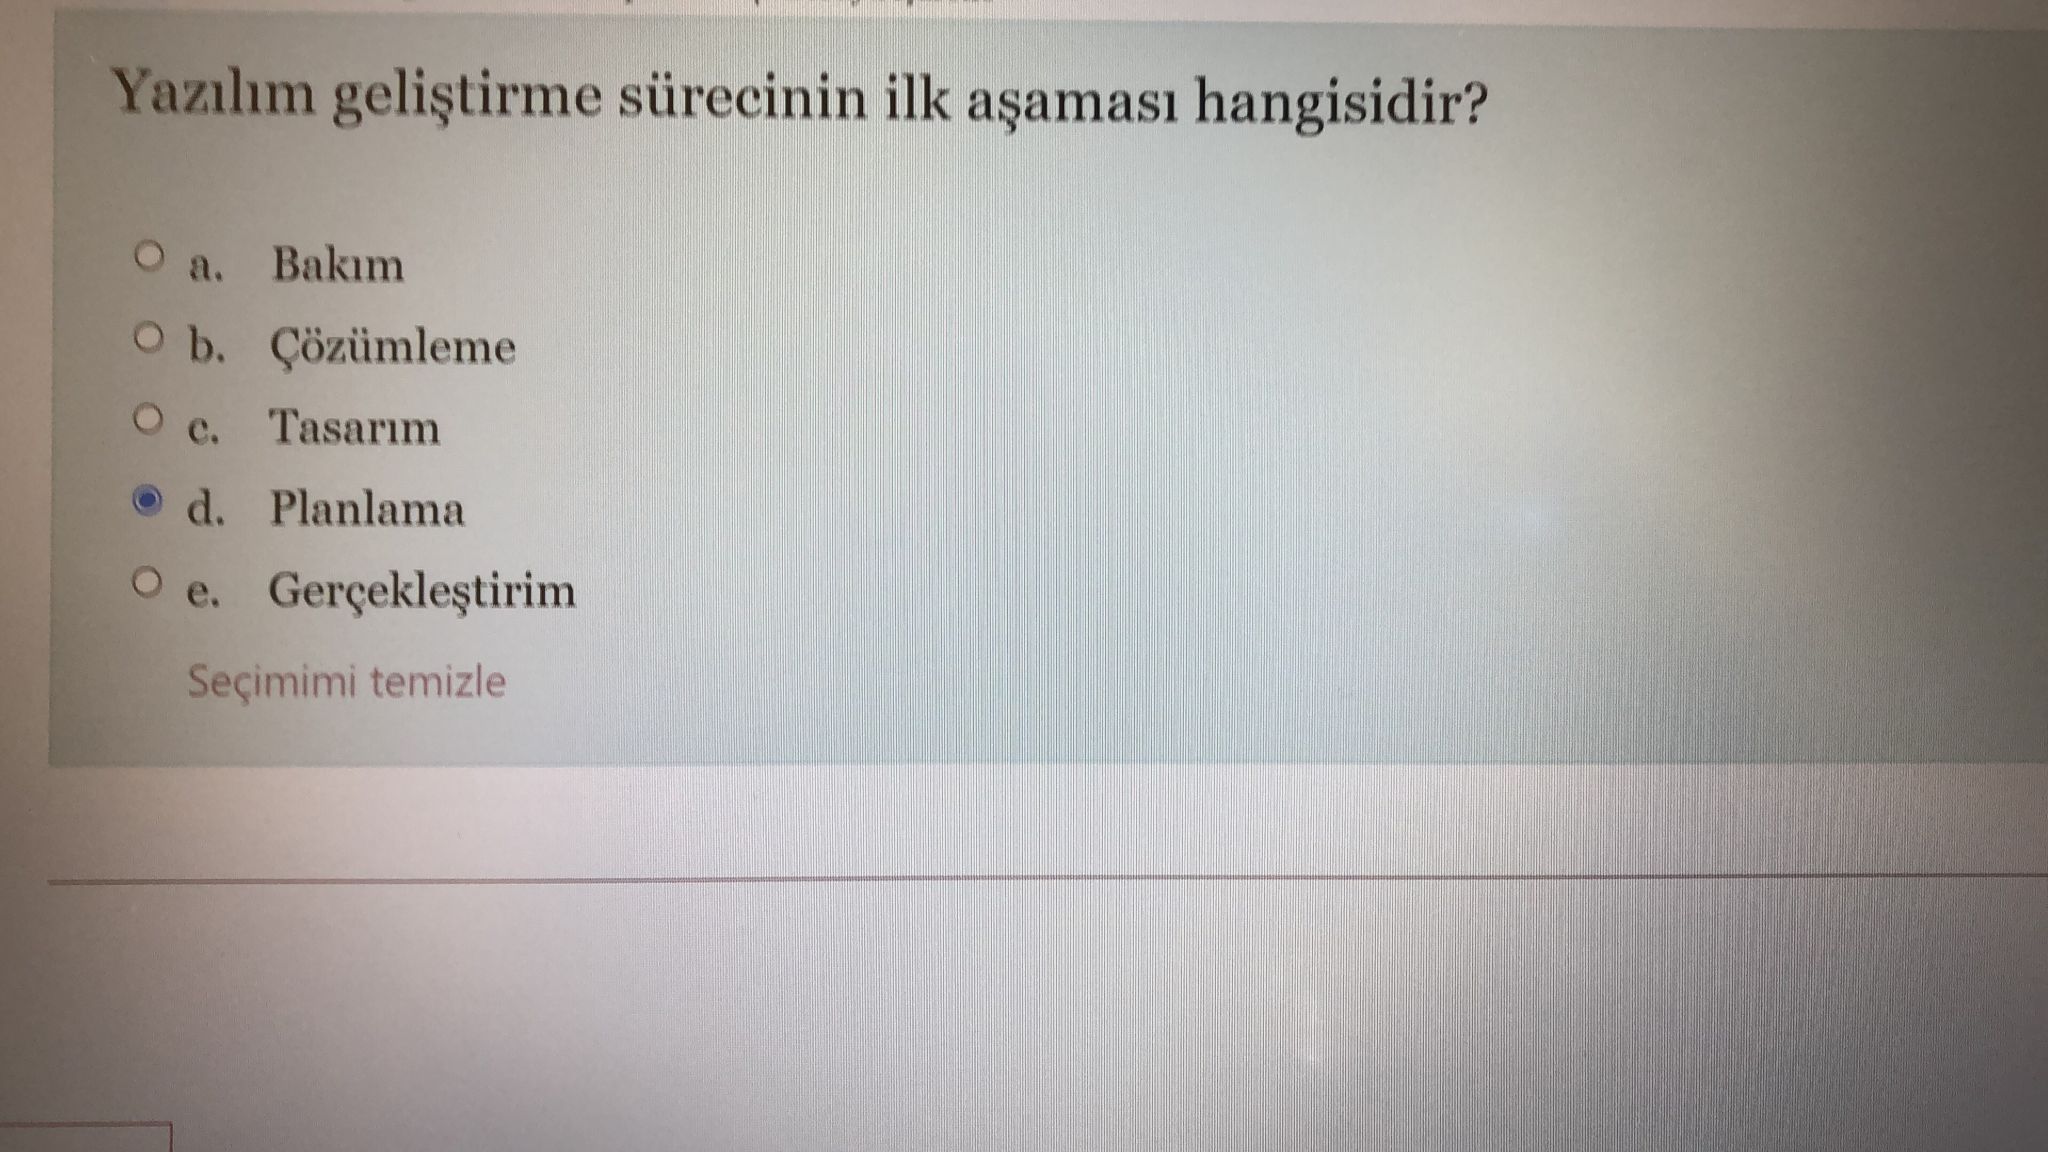 Yazılım geliştirme sürecinin ilk aşaması hangisidir?
a. Bakım
b. Çözümleme
c. Tasarım
d. Planlama
e. Gerçekleştirim
Seçimimi temizle